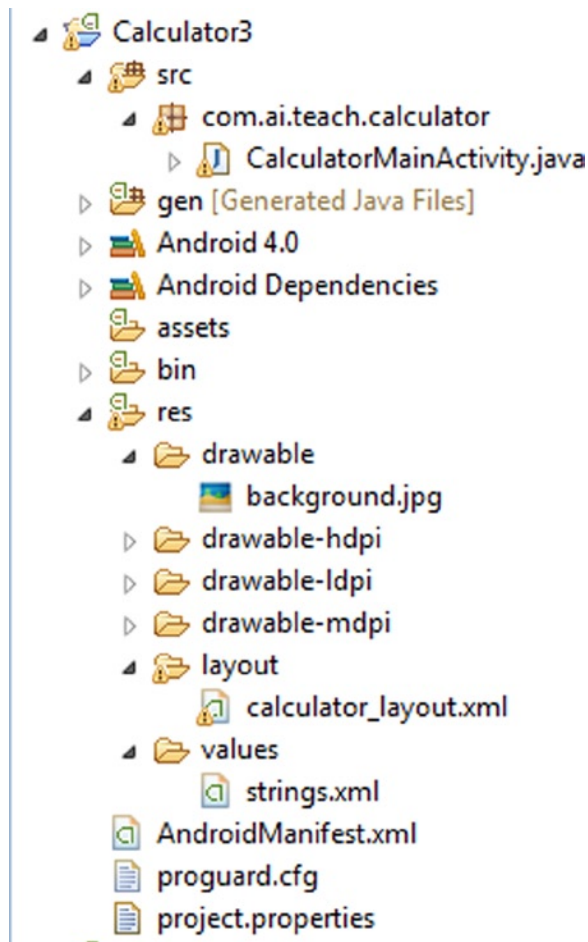 Calculator3
src
com.ai.teach.calculator
CalculatorMainActivity.java
gen [Generated Java Files]
Android 4.0
Android Dependencies
assets
bin
res
drawable
background.jpg
drawable-hdpi
drawable-ldpi
drawable-mdpi
layout
calculator_layout.xml
values
strings.xml
AndroidManifest.xml
proguard.cfg
project.properties